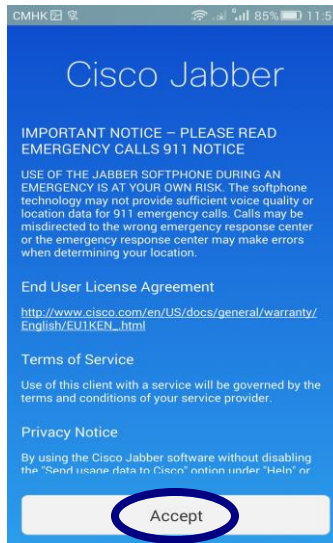 CMHK 85% 11:5
Cisco Jabber
IMPORTANT NOTICE – PLEASE READ
EMERGENCY CALLS 911 NOTICE
USE OF THE JABBER SOFTPHONE DURING AN
EMERGENCY IS AT YOUR OWN RISK. The softphone
technology may not provide sufficient voice quality or
location data for 911 emergency calls. Calls may be
misdirected to the wrong emergency response center
or the emergency response center may make errors
when determining your location.
End User License Agreement
http://www.cisco.com/en/US/docs/general/warranty/
English/EU1KEN_.html
Terms of Service
Use of this client with a service will be governed by the
terms and conditions of your service provider.
Privacy Notice
By using the Cisco Jabber software without disabling
the "Send usage data to Cisco" option under "Help" or
Accept